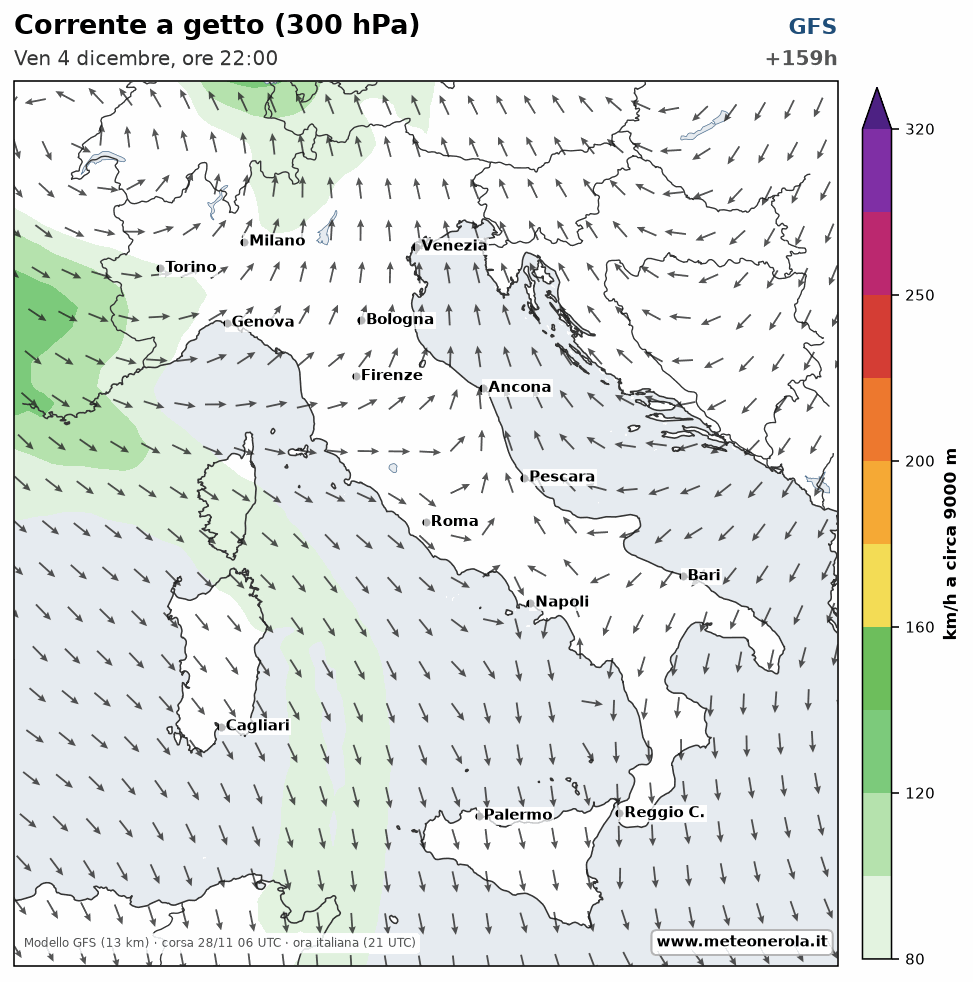 Corrente a getto (300 hPa)
GFS
Ven 4 dicembre, ore 22:00
+159h
Milano
Venezia
Torino
Genova
Bologna
Firenze
Ancona
Pescara
Roma
Bari
Napoli
Cagliari
Palermo
Reggio C.
320
250
200
160
120
80
km/h a circa 9000 m
Modello GFS (13 km) · corsa 28/11 06 UTC · ora italiana (21 UTC)
www.meteonerola.it